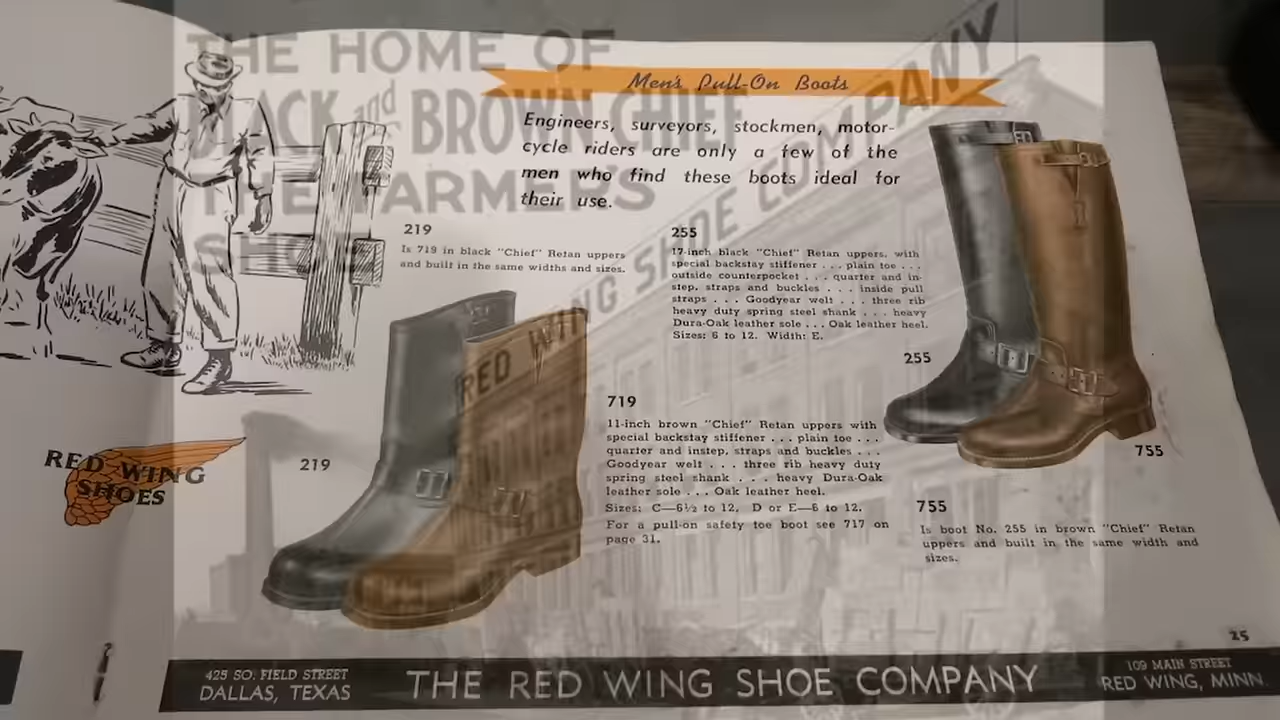 THE HOME OF
BLACK and BROWN CHIEF
THE FARMER'S
SHOE
RED WING SHOE COMPANY
Men's Pull-On Boots
Engineers, surveyors, stockmen, motor-
cycle riders are only a few of the
men who find these boots ideal for
their use.
219
Is 719 in black "Chief" Retan uppers
and built in the same widths and sizes.
255
17-inch black "Chief" Retan uppers, with
special backstay stiffener . . . plain toe . . .
outside counterpocket . . . quarter and in-
step, straps and buckles . . . inside pull
straps . . . Goodyear welt . . . three rib
heavy duty spring steel shank . . . heavy
Dura-Oak leather sole . . . Oak leather heel.
Sizes: 6 to 12. Width: E.
255
719
11-inch brown "Chief" Retan uppers with
special backstay stiffener . . . plain toe . . .
quarter and instep, straps and buckles . . .
Goodyear welt . . . three rib heavy duty
spring steel shank . . . heavy Dura-Oak
leather sole . . . Oak leather heel.
Sizes: C—6½ to 12, D or E—6 to 12.
For a pull-on safety toe boot see 717 on
page 31.
219
RED WING
SHOES
755
755
Is boot No. 255 in brown "Chief" Retan
uppers and built in the same width and
sizes.
25
425 SO. FIELD STREET
DALLAS, TEXAS
THE RED WING SHOE COMPANY
109 MAIN STREET
RED WING, MINN.